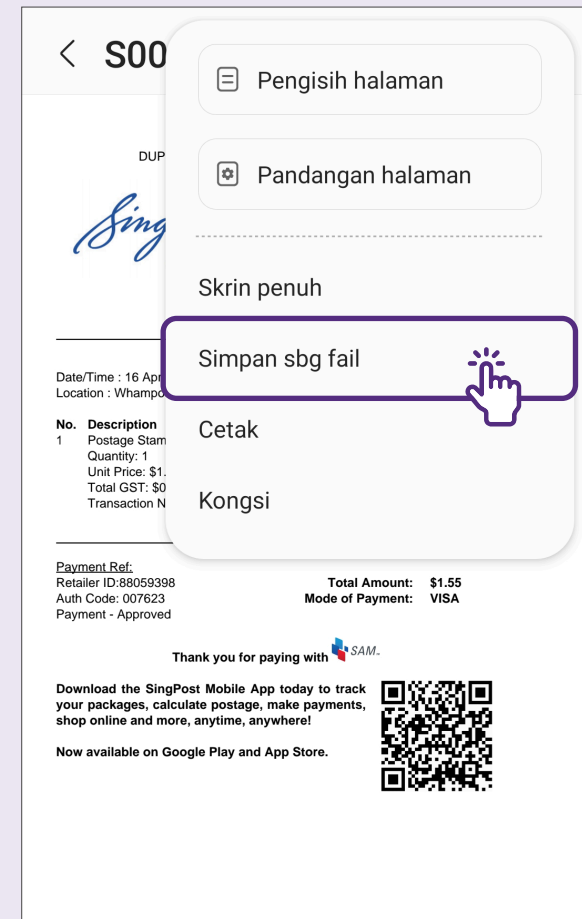 S00
Pengisih halaman
Pandangan halaman
Skrin penuh
Simpan sbg fail
Cetak
Kongsi
DUP
Sing
Date/Time : 16 Apr
Location : Whampo
No. Description
1 Postage Stam
Quantity: 1
Unit Price: $1.
Total GST: $0
Transaction N
Payment Ref:
Retailer ID:88059398 Total Amount: $1.55
Auth Code: 007623 Mode of Payment: VISA
Payment - Approved
Thank you for paying with SAM
Download the SingPost Mobile App today to track
your packages, calculate postage, make payments,
shop online and more, anytime, anywhere!
Now available on Google Play and App Store.